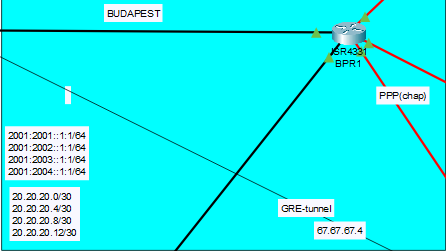 BUDAPEST
ISR4331
BPR1
PPP(chap)
2001:2001::1:1/64
2001:2002::1:1/64
2001:2003::1:1/64
2001:2004::1:1/64
20.20.20.0/30
20.20.20.4/30
20.20.20.8/30
20.20.20.12/30
GRE-tunnel
67.67.67.4